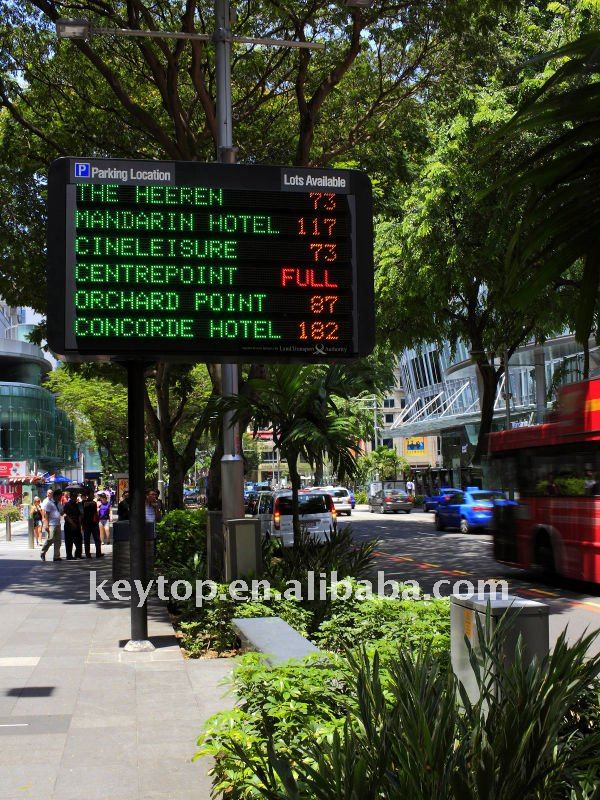 P Parking Location Lots Available
THE HEEREN 73
MANDARIN HOTEL 117
CINELEISURE 73
CENTREPOINT FULL
ORCHARD POINT 87
CONCORDE HOTEL 182
Land Transport Authority
keytop.en.alibaba.com